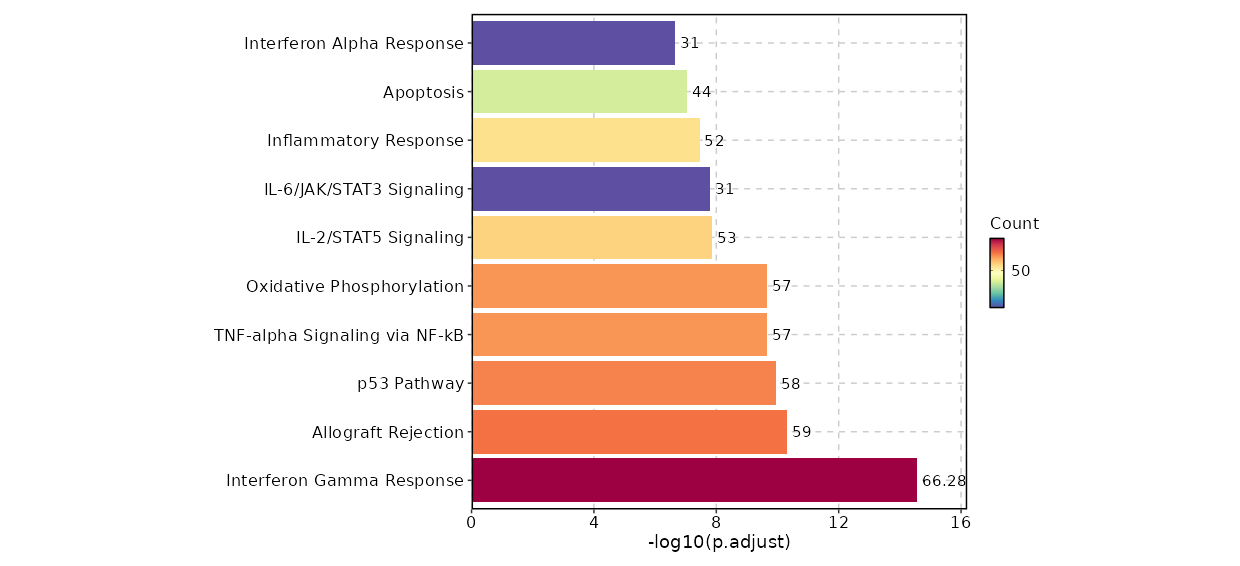 Interferon Alpha Response 31
Apoptosis 44
Inflammatory Response 52
IL-6/JAK/STAT3 Signaling 31
IL-2/STAT5 Signaling 53
Oxidative Phosphorylation 57
TNF-alpha Signaling via NF-kB 57
p53 Pathway 58
Allograft Rejection 59
Interferon Gamma Response 66.28
0 4 8 12 16
-log10(p.adjust)
Count
50